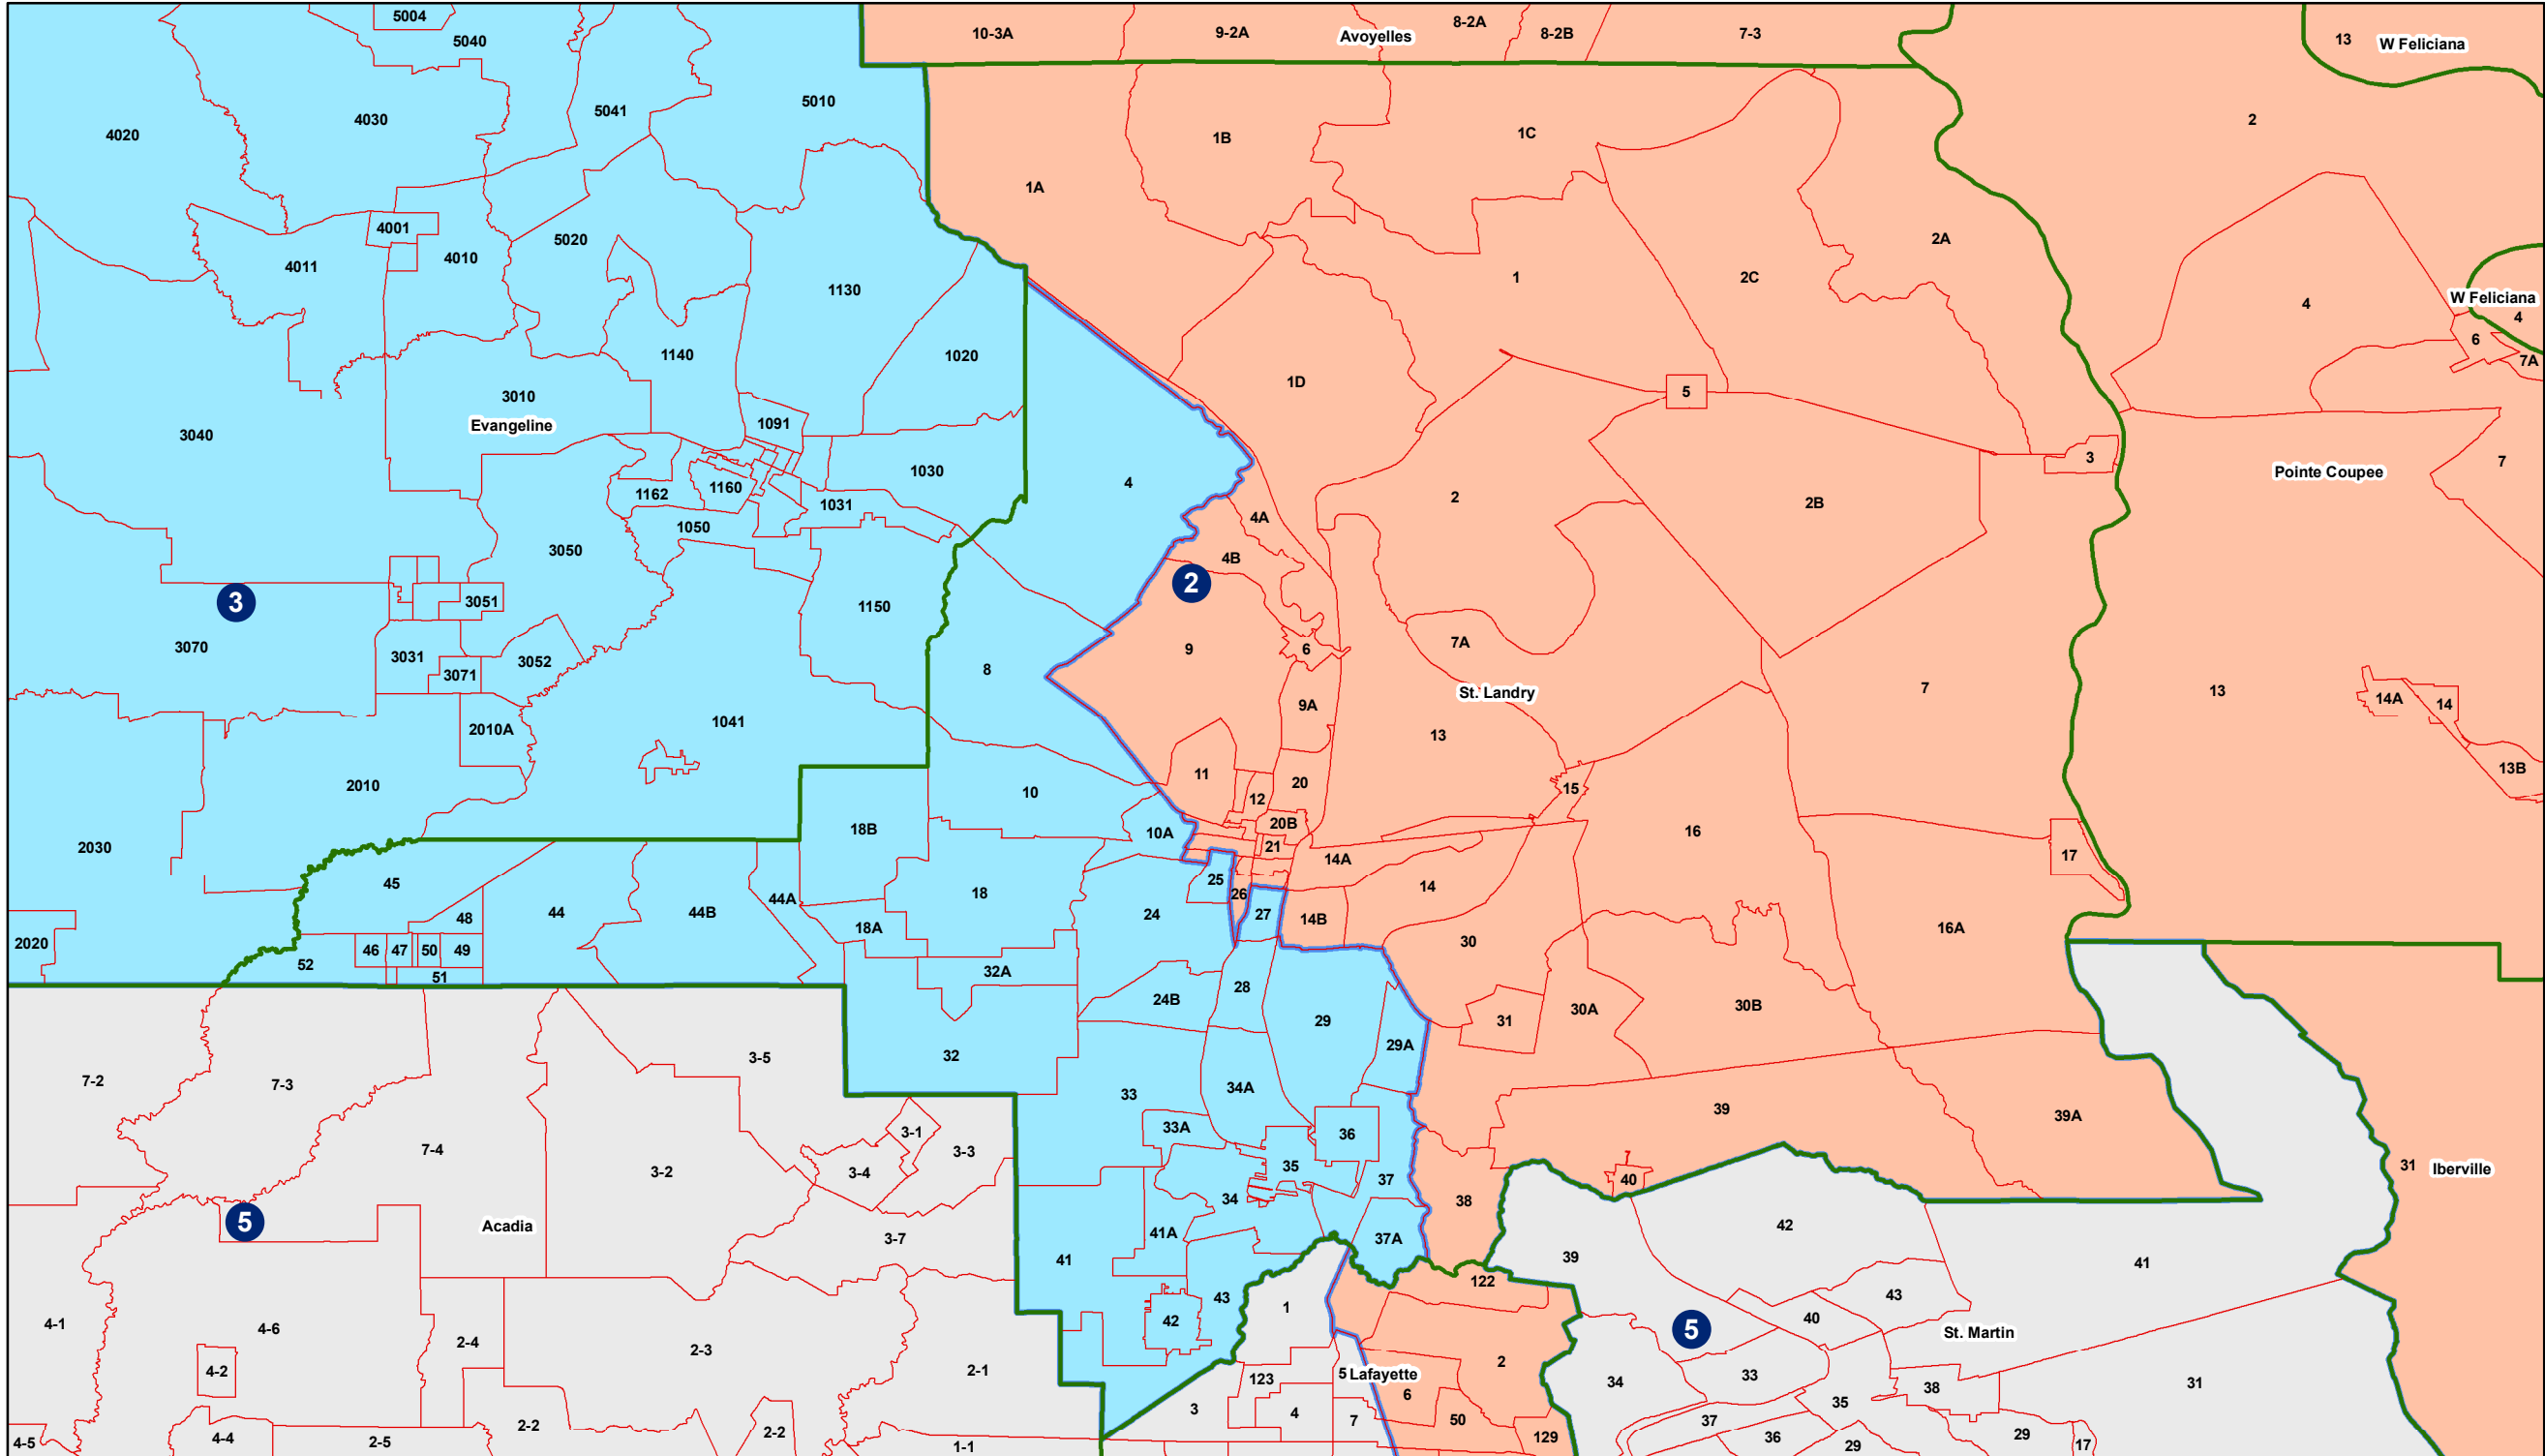 5004
10-3A
9-2A
Avoyelles
8-2A
8-2B
7-3
13
W Feliciana
5040
4020
4030
5041
5010
1B
1C
2
1A
4001
4011
4010
5020
1130
1
2C
2A
4
W Feliciana
4
6
7A
1140
1020
1D
5
3010
Evangeline
1091
3040
1030
4
3
Pointe Coupee
7
1162
1160
1031
2
2B
4A
1050
3050
4B
2
3
3051
1150
3070
3031
3071
3052
8
9
6
7A
St. Landry
7
13
14A
14
9A
2010A
1041
13
2010
10
11
12
20
15
13B
2030
18B
10A
20B
21
16
14A
17
45
25
26
14
18
44A
48
44
44B
24
27
14B
18A
16A
2020
46
47
50
49
52
51
32A
30
28
24B
29
31
30A
30B
7-2
7-3
3-5
32
29A
33
34A
39
39A
7-4
3-1
33A
36
3-3
3-2
3-4
35
34
37
7
40
31
Iberville
38
5
Acadia
3-7
41A
37A
42
39
41
41
122
43
43
42
1
4-1
4-6
2-4
2-3
5
40
St. Martin
4-2
2-1
123
5
Lafayette
2
6
34
33
38
31
35
3
4
7
50
37
4-5
4-4
2-5
2-2
2-2
1-1
129
36
29
29
17